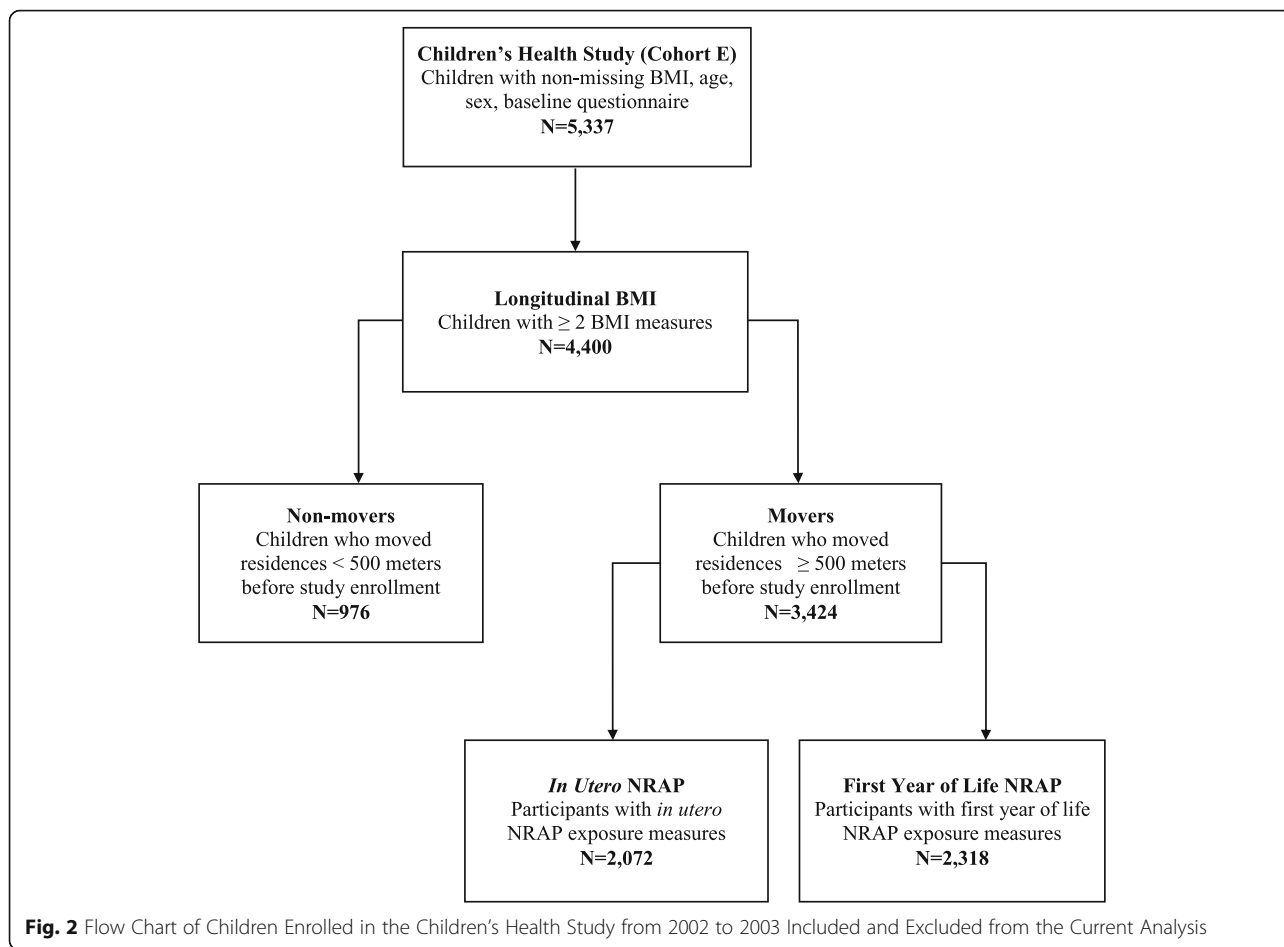 Children's Health Study (Cohort E)
Children with non-missing BMI, age,
sex, baseline questionnaire
N=5,337
Longitudinal BMI
Children with ≥ 2 BMI measures
N=4,400
Non-movers
Children who moved
residences < 500 meters
before study enrollment
N=976
Movers
Children who moved
residences ≥ 500 meters
before study enrollment
N=3,424
In Utero NRAP
Participants with in utero
NRAP exposure measures
N=2,072
First Year of Life NRAP
Participants with first year of life
NRAP exposure measures
N=2,318
Fig. 2 Flow Chart of Children Enrolled in the Children's Health Study from 2002 to 2003 Included and Excluded from the Current Analysis